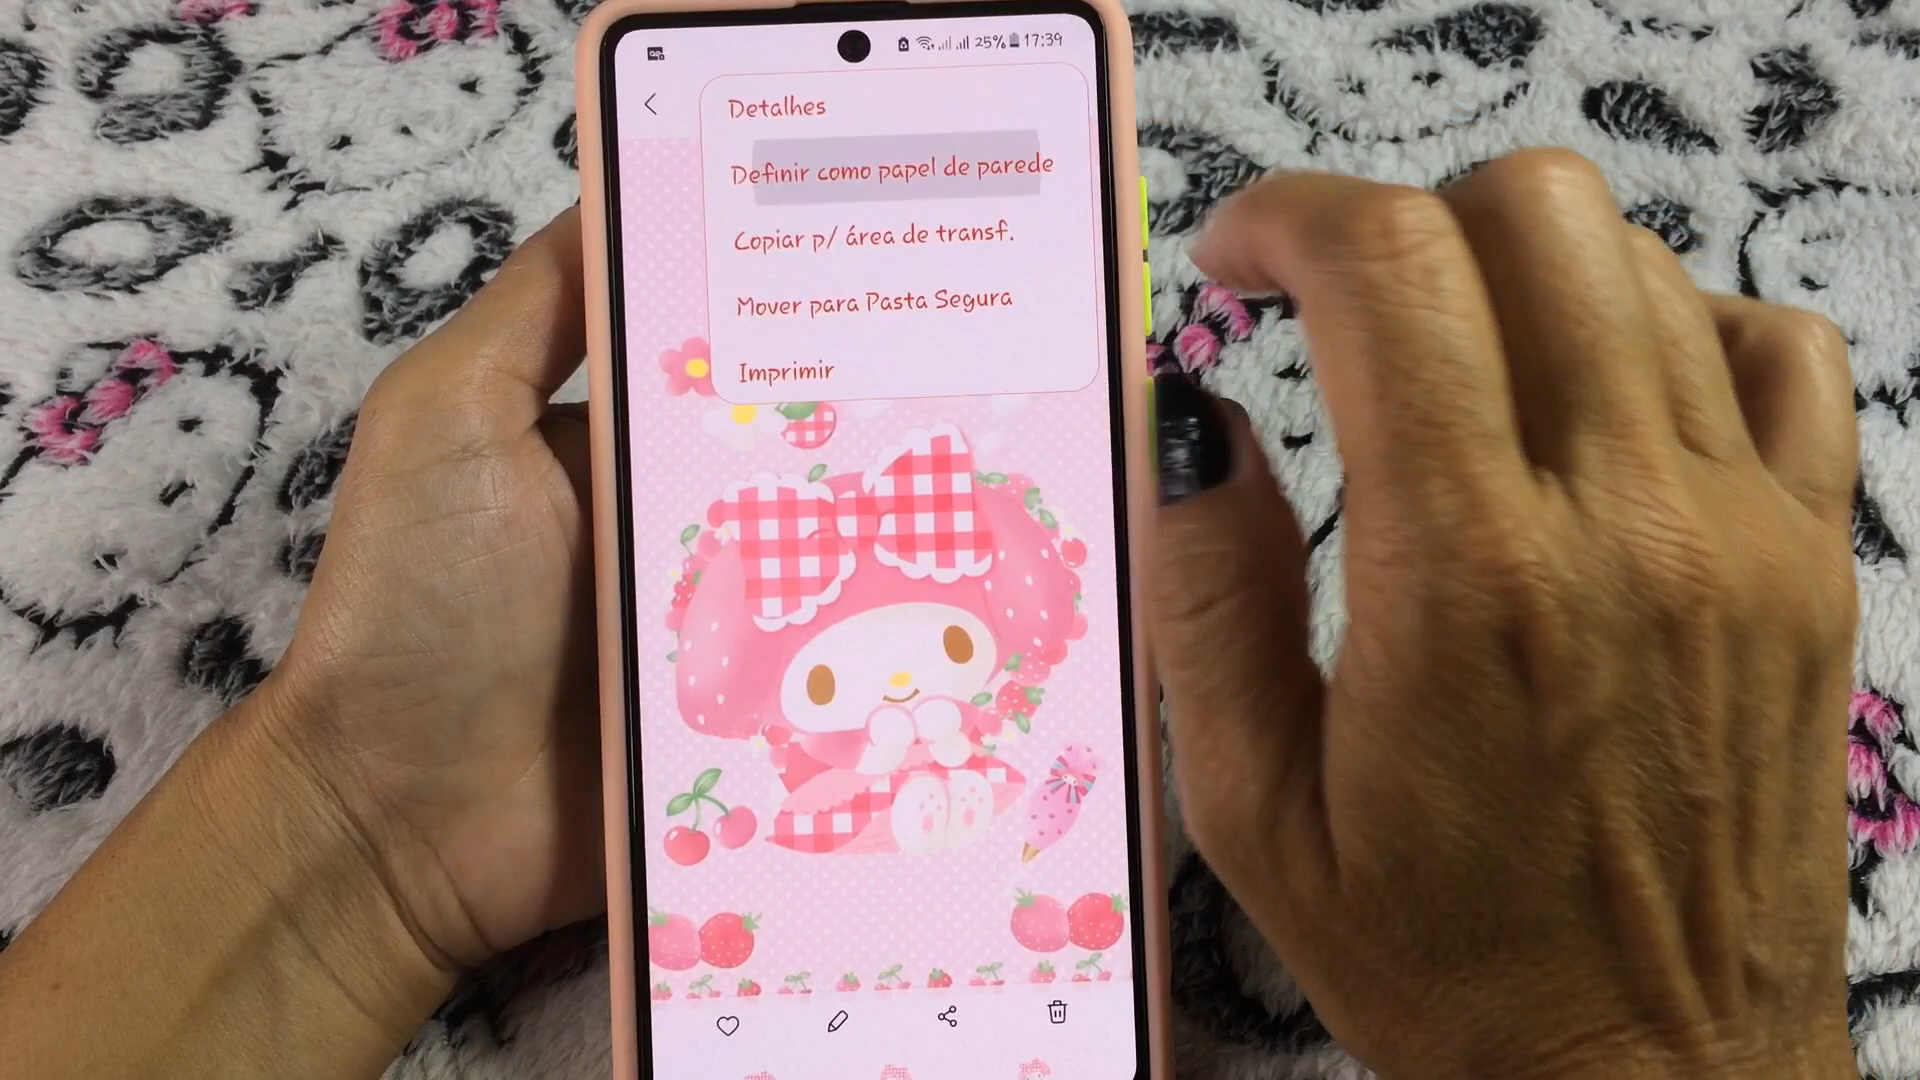 25% 17:39
Detalhes
Definir como papel de parede
Copiar p/ área de transf.
Mover para Pasta Segura
Imprimir